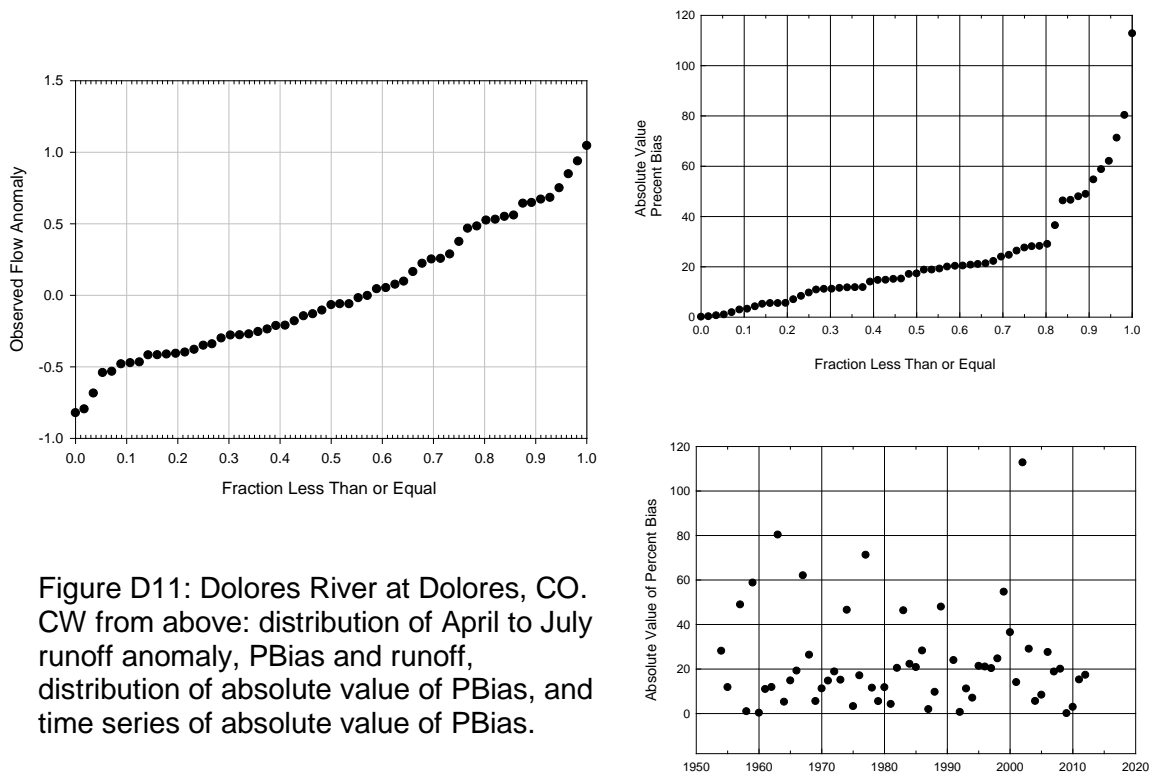 1.5
1.0
0.5
0.0
-0.5
-1.0
Observed Flow Anomaly
0.0 0.1 0.2 0.3 0.4 0.5 0.6 0.7 0.8 0.9 1.0
Fraction Less Than or Equal
120
100
80
60
40
20
0
Absolute Value
Precent Bias
0.0 0.1 0.2 0.3 0.4 0.5 0.6 0.7 0.8 0.9 1.0
Fraction Less Than or Equal
Figure D11: Dolores River at Dolores, CO.
CW from above: distribution of April to July
runoff anomaly, PBias and runoff,
distribution of absolute value of PBias, and
time series of absolute value of PBias.
120
100
80
60
40
20
0
Absolute Value of Percent Bias
1950 1960 1970 1980 1990 2000 2010 2020